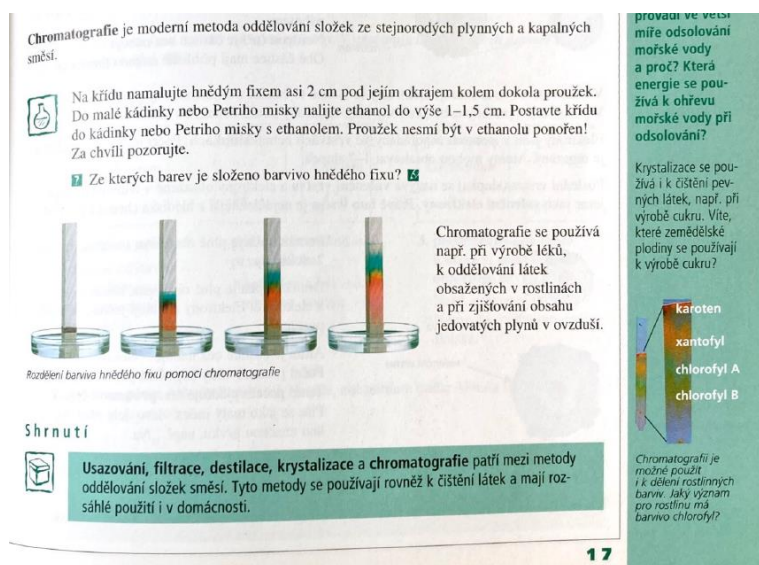 Chromatografie je moderní metoda oddělování složek ze stejnorodých plynných a kapalných
směsí.
Na křídu namalujte hnědým fixem asi 2 cm pod jejím okrajem kolem dokola proužek.
Do malé kádinky nebo Petriho misky nalijte ethanol do výše 1–1,5 cm. Postavte křídu
do kádinky nebo Petriho misky s ethanolem. Proužek nesmí být v ethanolu ponořen!
Za chvíli pozorujte.
Ze kterých barev je složeno barvivo hnědého fixu?
Chromatografie se používá
např. při výrobě léků,
k oddělování látek
obsažených v rostlinách
a při zjišťování obsahu
jedovatých plynů v ovzduší.
Rozdělení barviva hnědého fixu pomocí chromatografie
Shrnutí
Usazování, filtrace, destilace, krystalizace a chromatografie patří mezi metody
oddělování složek směsí. Tyto metody se používají rovněž k čištění látek a mají roz-
sáhlé použití i v domácnosti.
17
provádí ve větší
míře odsolování
mořské vody
a proč? Která
energie se pou-
žívá k ohřevu
mořské vody při
odsolování?
Krystalizace se pou-
žívá i k čištění pev-
ných látek, např. při
výrobě cukru. Víte,
které zemědělské
plodiny se používají
k výrobě cukru?
karoten
xantofyl
chlorofyl A
chlorofyl B
Chromatografii je
možné použít
i k dělení rostlinných
barviv. Jaký význam
pro rostlinu má
barvivo chlorofyl?